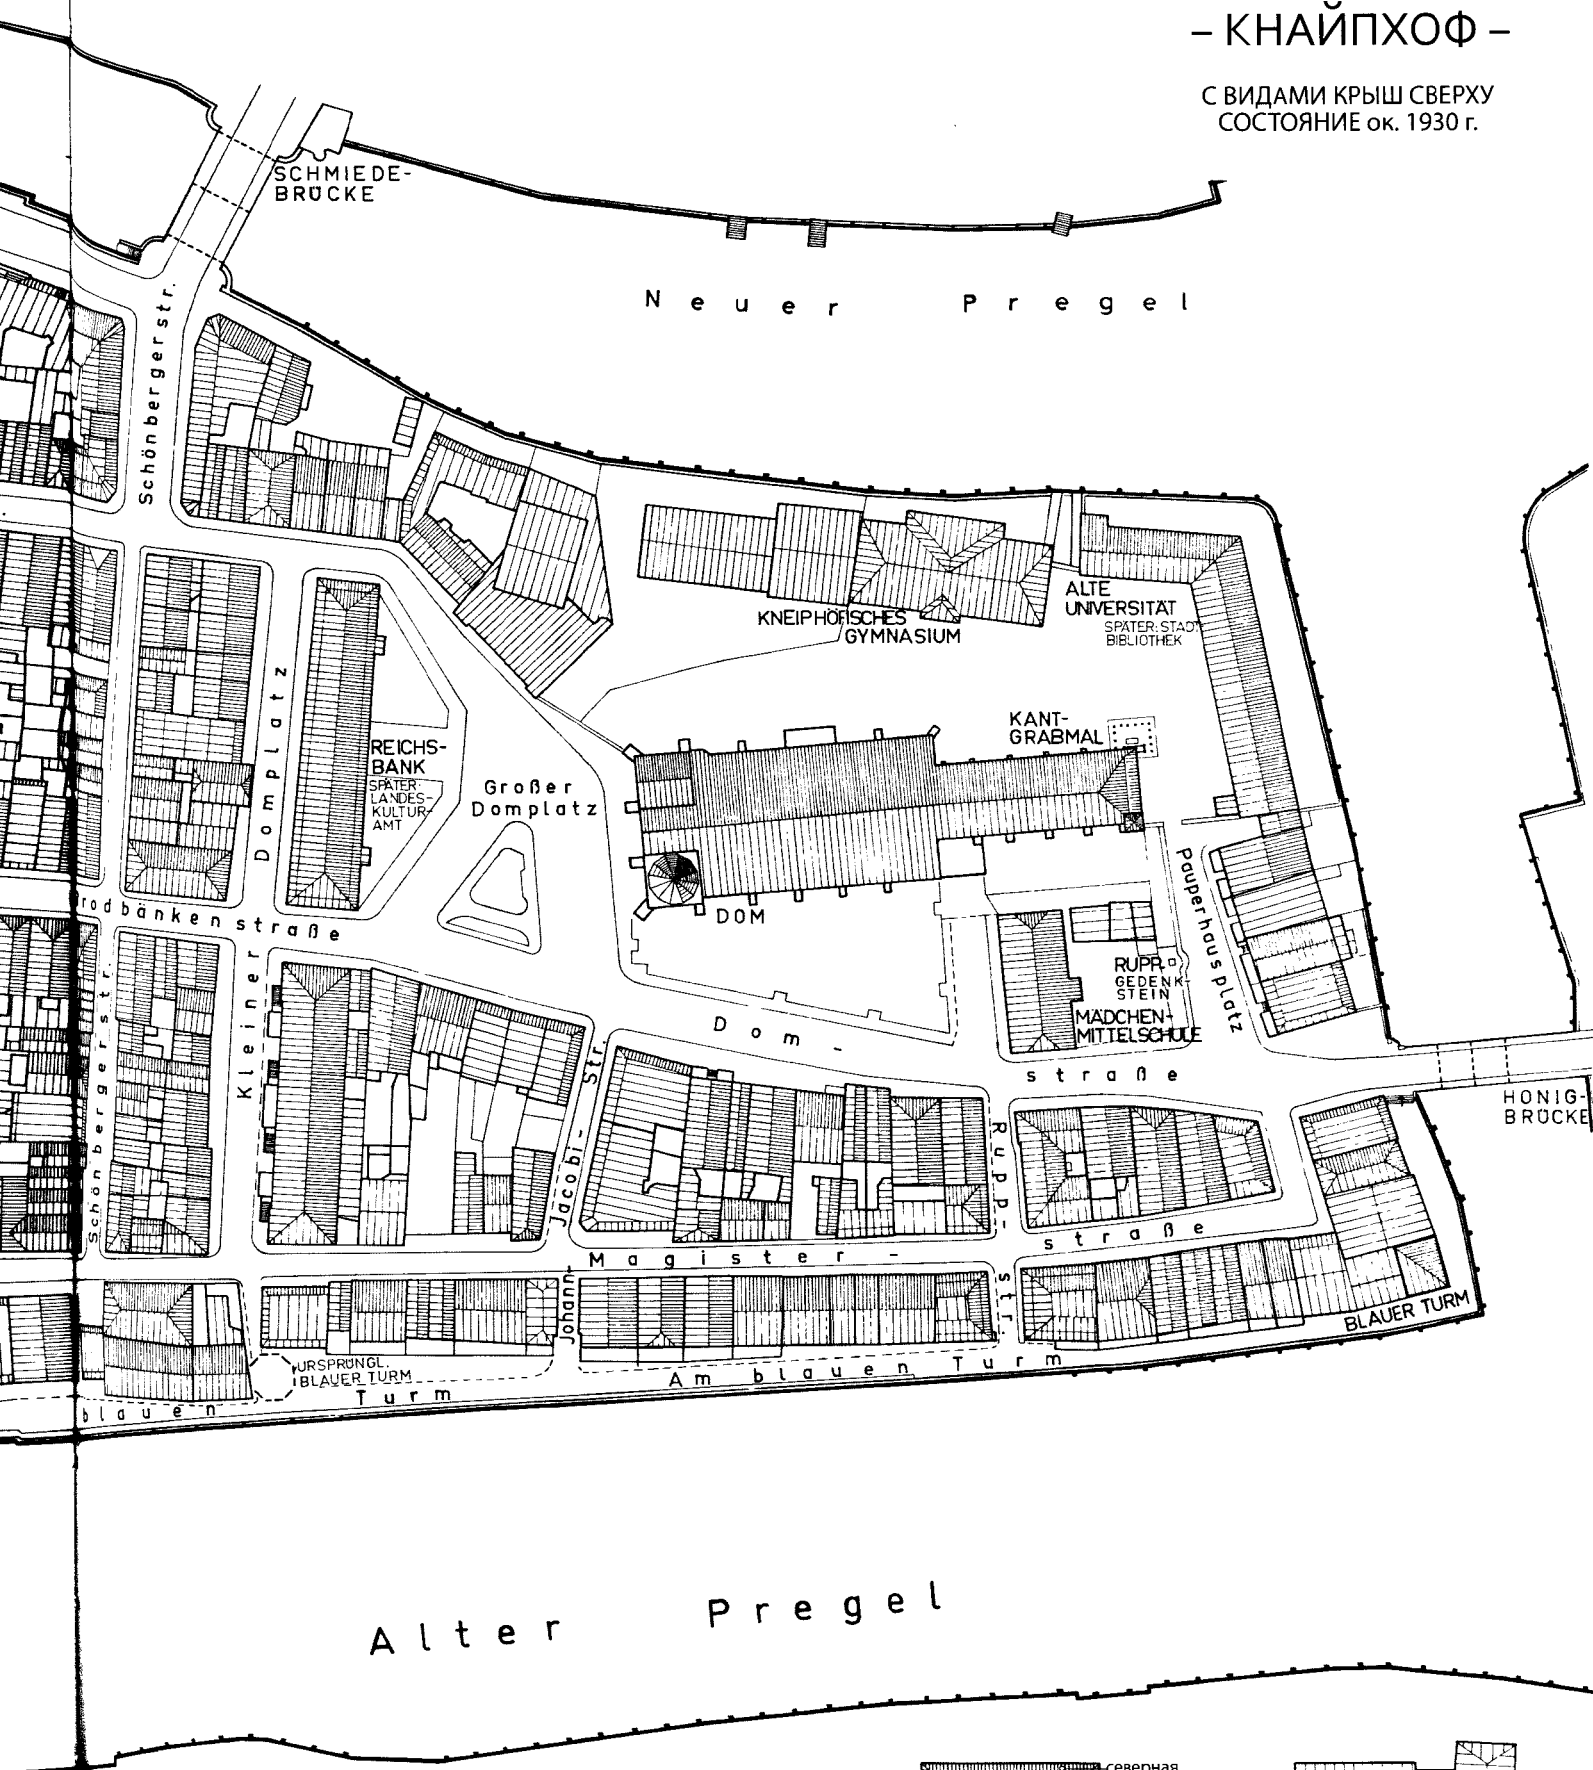 – КНАЙПХОФ –
С ВИДАМИ КРЫШ СВЕРХУ
СОСТОЯНИЕ ок. 1930 г.
SCHMIEDE-
BRÜCKE
Neuer Pregel
Schönbergerstr.
ALTE
UNIVERSITÄT
SPÄTER: STADT
BIBLIOTHEK
KNEIPHÖFISCHES
GYMNASIUM
Domplatz
REICHS-
BANK
SPÄTER:
LANDES-
KULTUR-
AMT
Großer
Domplatz
KANT-
GRABMAL
DOM
Pauperhausplatz
Brodbänkenstraße
Kleiner
Schönbergerstr.
RUPP-
GEDENK-
STEIN
MÄDCHEN-
MITTELSCHULE
Dom-
straße
HONIG-
BRÜCKE
Johann-
Jacobi-
Str.
Rupp-
str.
Magister-
straße
BLAUER TURM
URSPRÜNGL.
BLAUER TURM
Am blauen Turm
blauen Turm
Alter Pregel
северная